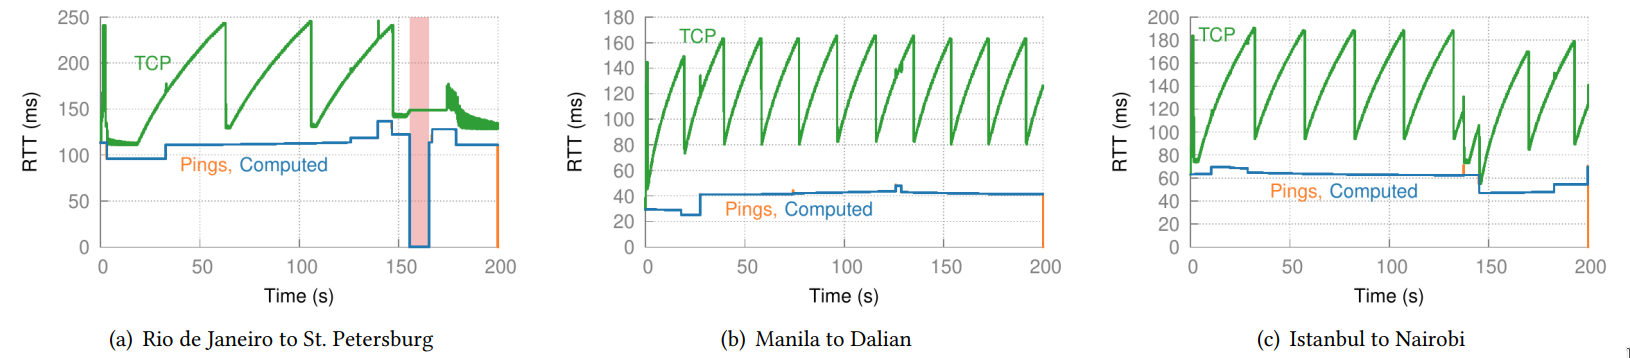 250
200
150
100
50
0
RTT (ms)
TCP
Pings, Computed
0 50 100 150 200
Time (s)
(a) Rio de Janeiro to St. Petersburg
180
160
140
120
100
80
60
40
20
0
RTT (ms)
TCP
Pings, Computed
0 50 100 150 200
Time (s)
(b) Manila to Dalian
200
180
160
140
120
100
80
60
40
20
0
RTT (ms)
TCP
Pings, Computed
0 50 100 150 200
Time (s)
(c) Istanbul to Nairobi